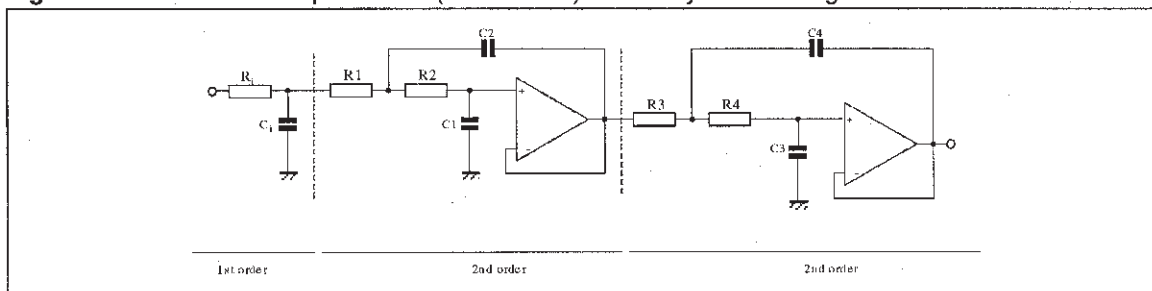 C2
C4
Ri
R1
R2
R3
R4
Ci
C1
C3
+
-
+
-
1st order
2nd order
2nd order